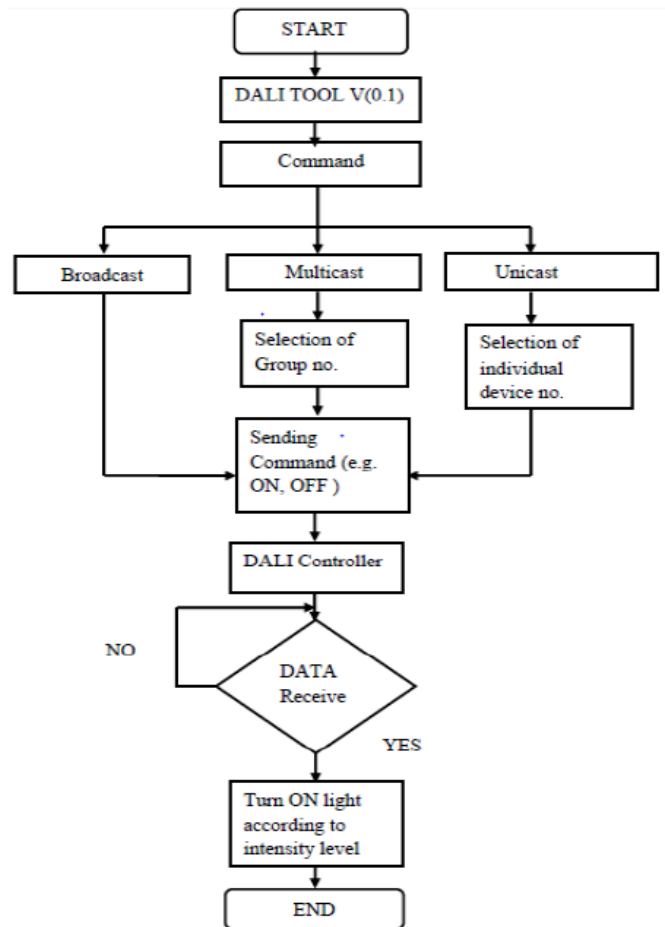 START
DALI TOOL V(0.1)
Command
Broadcast
Multicast
Unicast
Selection of
Group no.
Selection of
individual
device no.
Sending
Command (e.g.
ON, OFF )
DALI Controller
NO
DATA
Receive
YES
Turn ON light
according to
intensity level
END